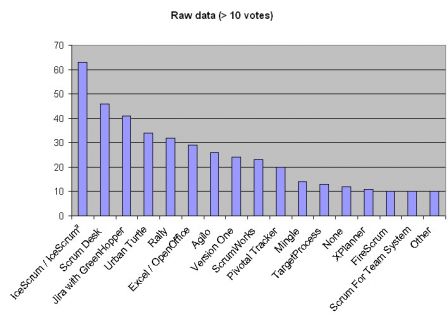 Raw data (> 10 votes)
70
60
50
40
30
20
10
0
IceScrum / IceScrum²
Scrum Desk
Jira with GreenHopper
Urban Turtle
Rally
Excel / OpenOffice
Agilo
Version One
ScrumWorks
Pivotal Tracker
Mingle
TargetProcess
None
XPlanner
FireScrum
Scrum For Team System
Other